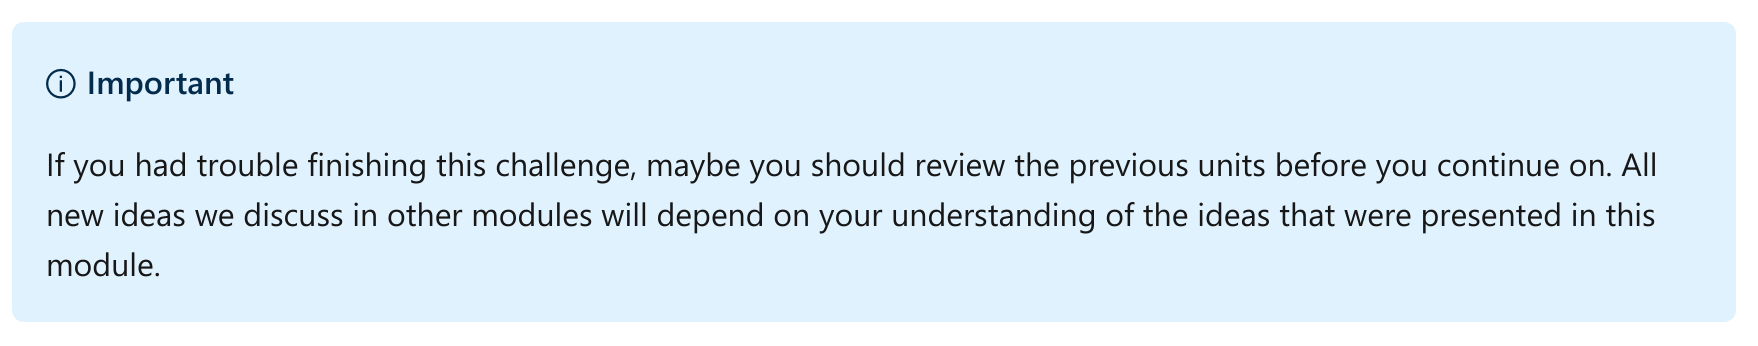 Important
If you had trouble finishing this challenge, maybe you should review the previous units before you continue on. All
new ideas we discuss in other modules will depend on your understanding of the ideas that were presented in this
module.